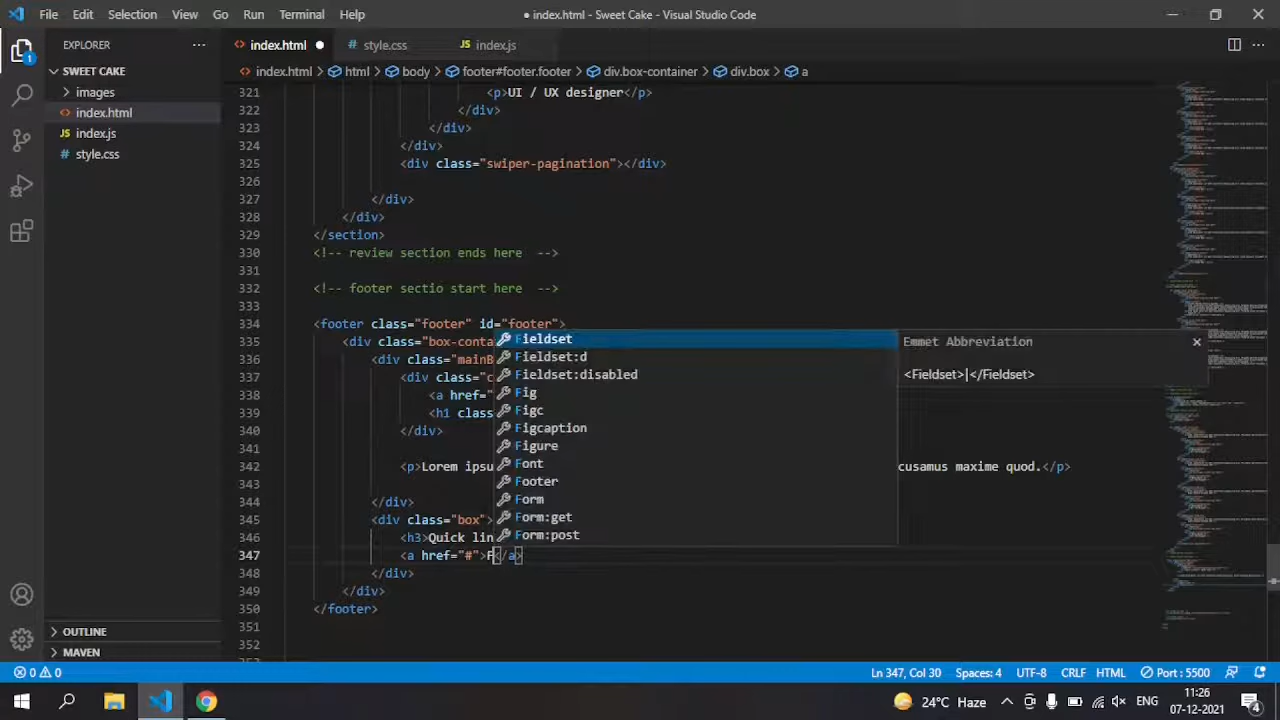 File Edit Selection View Go Run Terminal Help
● index.html - Sweet Cake - Visual Studio Code
EXPLORER
SWEET CAKE
images
index.html
index.js
style.css
OUTLINE
MAVEN
index.html ●
style.css
index.js
index.html > html > body > footer#footer.footer > div.box-container > div.box > a
321 <p>UI / UX designer</p>
322 </div>
323 </div>
324 </div>
325 <div class="swiper-pagination"></div>
326
327 </div>
328 </div>
329 </section>
330 <!-- review section ends here -->
331
332 <!-- footer sectio start here -->
333
334 <footer class="footer" id="footer">
335 <div class="box-conta
336 <div class="mainB
337 <div class="c
338 <a href="
339 <h1 class
340 </div>
341
342 <p>Lorem ipsu
cusam maxime quod.</p>
343
344 </div>
345 <div class="box"
346 <h3>Quick lin
347 <a href="#">F</a>
348 </div>
349 </div>
350 </footer>
351
352
Fieldset
Fieldset:d
Fieldset:disabled
Fig
Figc
Figcaption
Figure
Font
Footer
Form
Form:get
Form:post
Emmet Abbreviation
<Fieldset>|</Fieldset>
0 0
Ln 347, Col 30
Spaces: 4
UTF-8
CRLF
HTML
Port : 5500
24°C Haze
ENG
11:26
07-12-2021
4